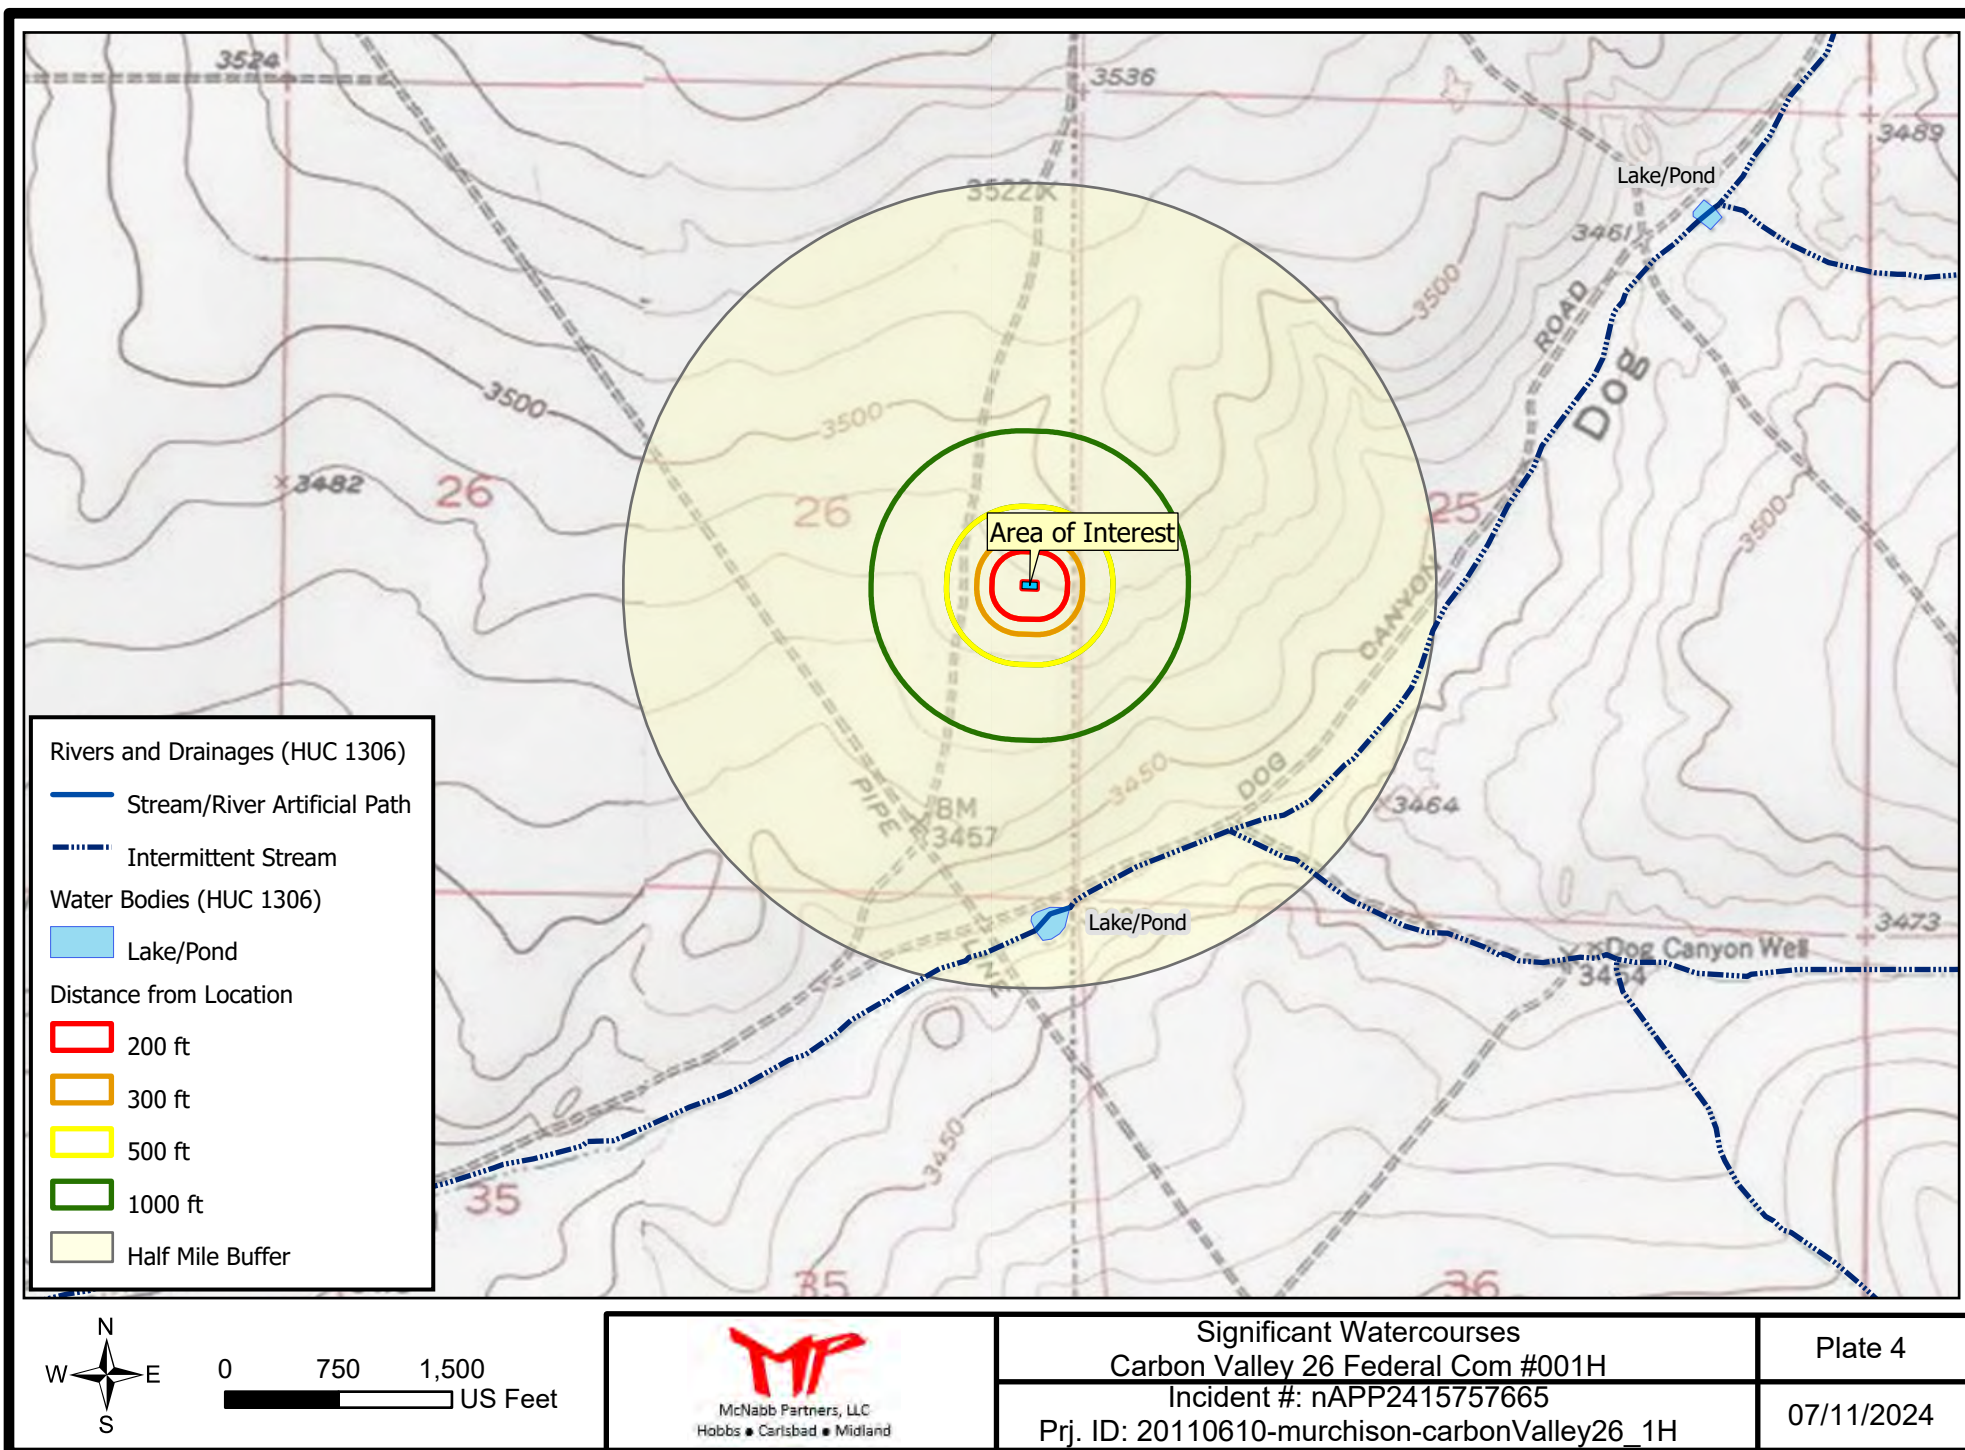 3524
3536
3489
Lake/Pond
3522
3461
3500
ROAD
Dog
3500
3500
3482
26
26
25
3500
Area of Interest
CANYON
3450
DOG
3464
PIPE
BM
3457
LINE
Lake/Pond
3473
Dog Canyon Well
3454
3450
35
35
36
Rivers and Drainages (HUC 1306)
Stream/River Artificial Path
Intermittent Stream
Water Bodies (HUC 1306)
Lake/Pond
Distance from Location
200 ft
300 ft
500 ft
1000 ft
Half Mile Buffer
N
W E
S
0 750 1,500
US Feet
McNabb Partners, LLC
Hobbs • Carlsbad • Midland
Significant Watercourses
Carbon Valley 26 Federal Com #001H
Incident #: nAPP2415757665
Prj. ID: 20110610-murchison-carbonValley26_1H
Plate 4
07/11/2024